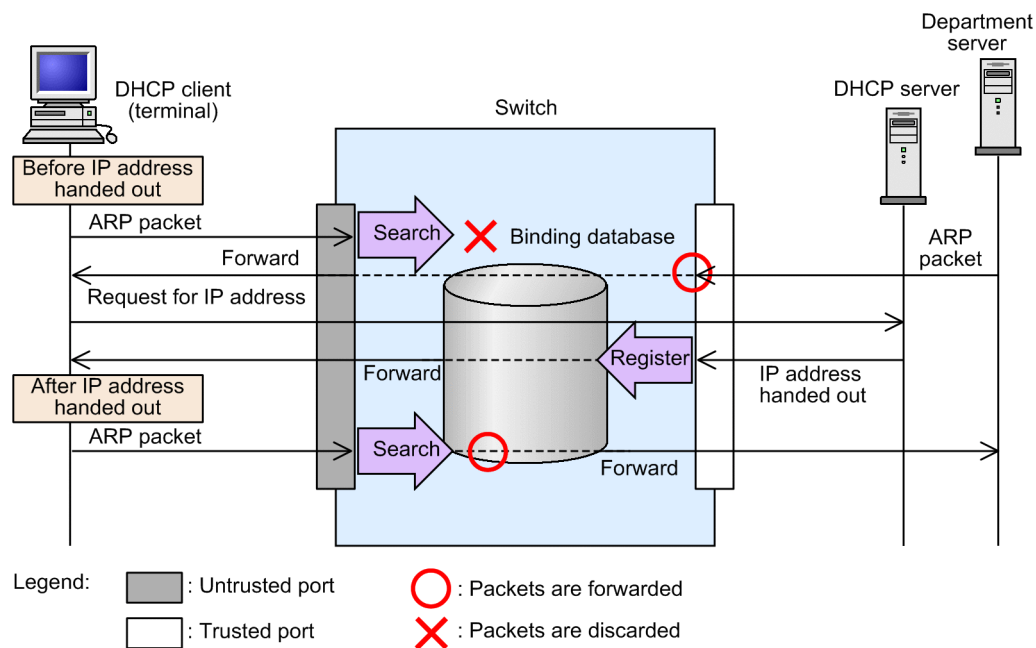 Department
server
DHCP client
(terminal)
DHCP server
Switch
Before IP address
handed out
ARP packet
Search
Binding database
ARP
packet
Forward
Request for IP address
Register
Forward
IP address
handed out
After IP address
handed out
ARP packet
Search
Forward
Legend:
: Untrusted port
: Packets are forwarded
: Trusted port
: Packets are discarded